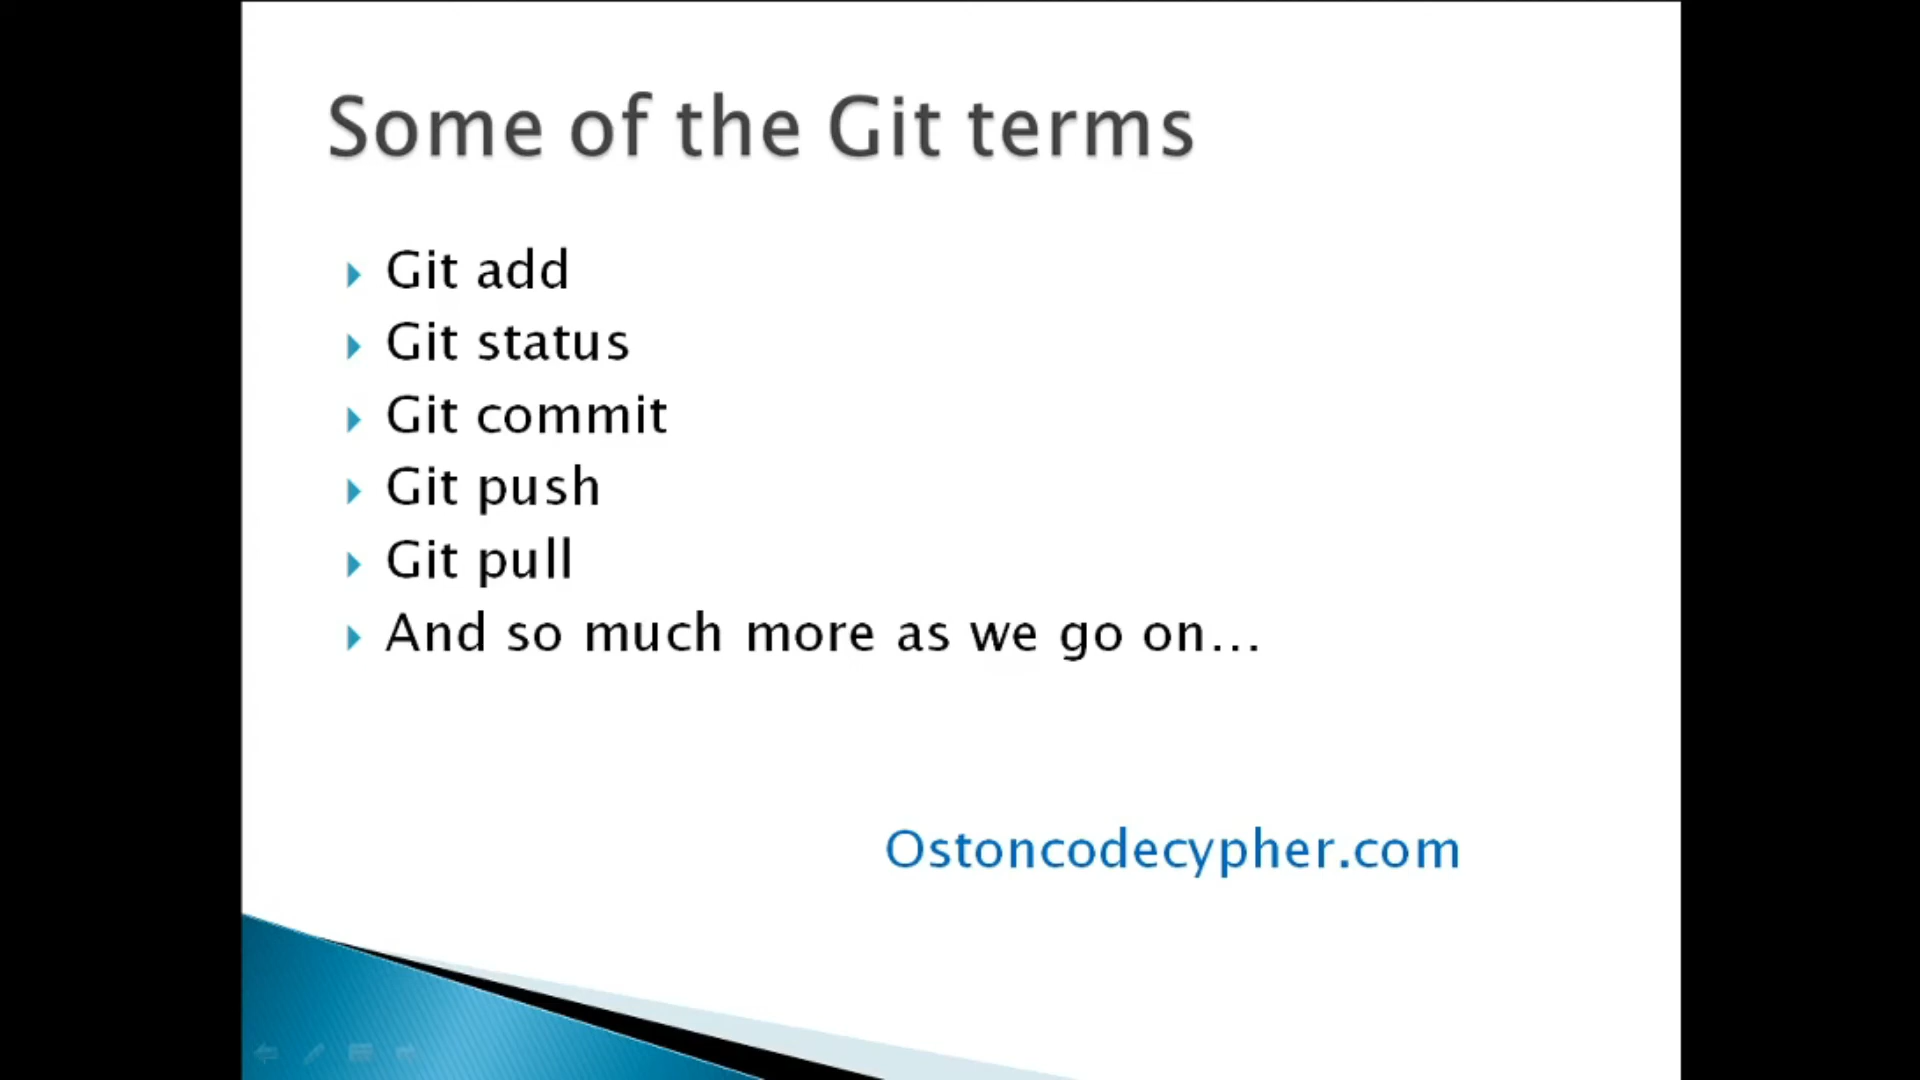 Some of the Git terms
Git add
Git status
Git commit
Git push
Git pull
And so much more as we go on...
Ostoncodecypher.com